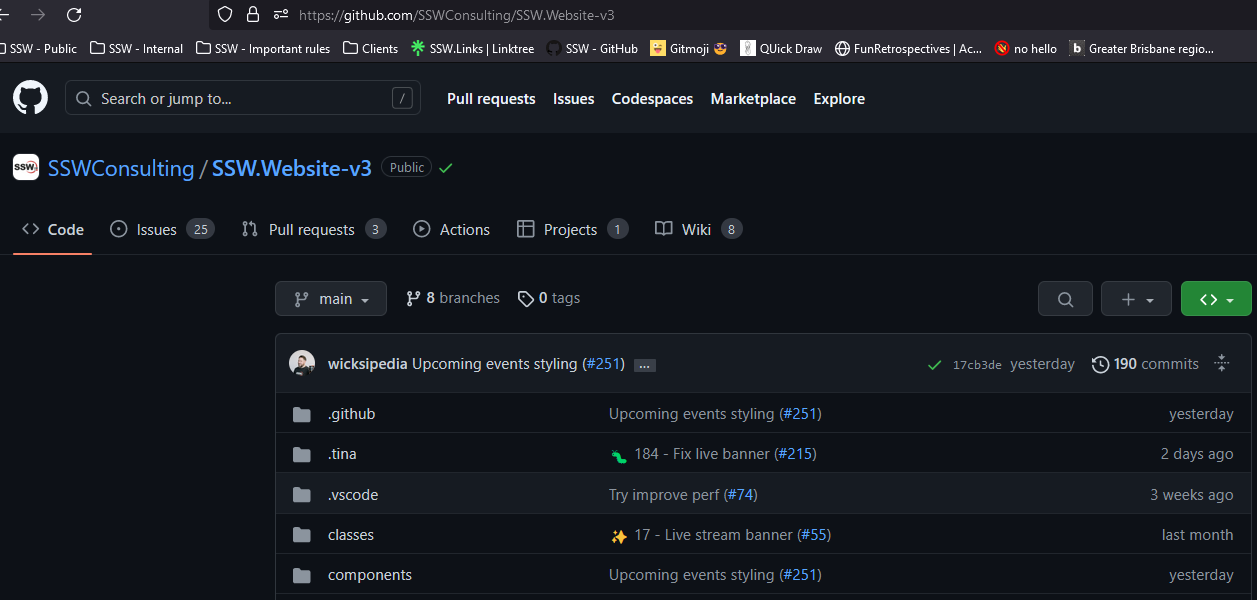 https://github.com/SSWConsulting/SSW.Website-v3
SSW - Public SSW - Internal SSW - Important rules Clients SSW.Links | Linktree SSW - GitHub Gitmoji 😎 QUick Draw FunRetrospectives | Ac... no hello b Greater Brisbane regio...
Search or jump to... / Pull requests Issues Codespaces Marketplace Explore
SSW SSWConsulting / SSW.Website-v3 Public
<> Code Issues 25 Pull requests 3 Actions Projects 1 Wiki 8
main 8 branches 0 tags <>
wicksipedia Upcoming events styling (#251) ... 17cb3de yesterday 190 commits
.github Upcoming events styling (#251) yesterday
.tina 🐛 184 - Fix live banner (#215) 2 days ago
.vscode Try improve perf (#74) 3 weeks ago
classes ✨ 17 - Live stream banner (#55) last month
components Upcoming events styling (#251) yesterday